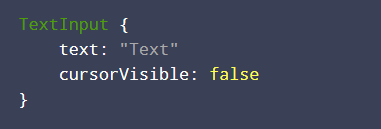 TextInput {
    text: "Text"
    cursorVisible: false
}